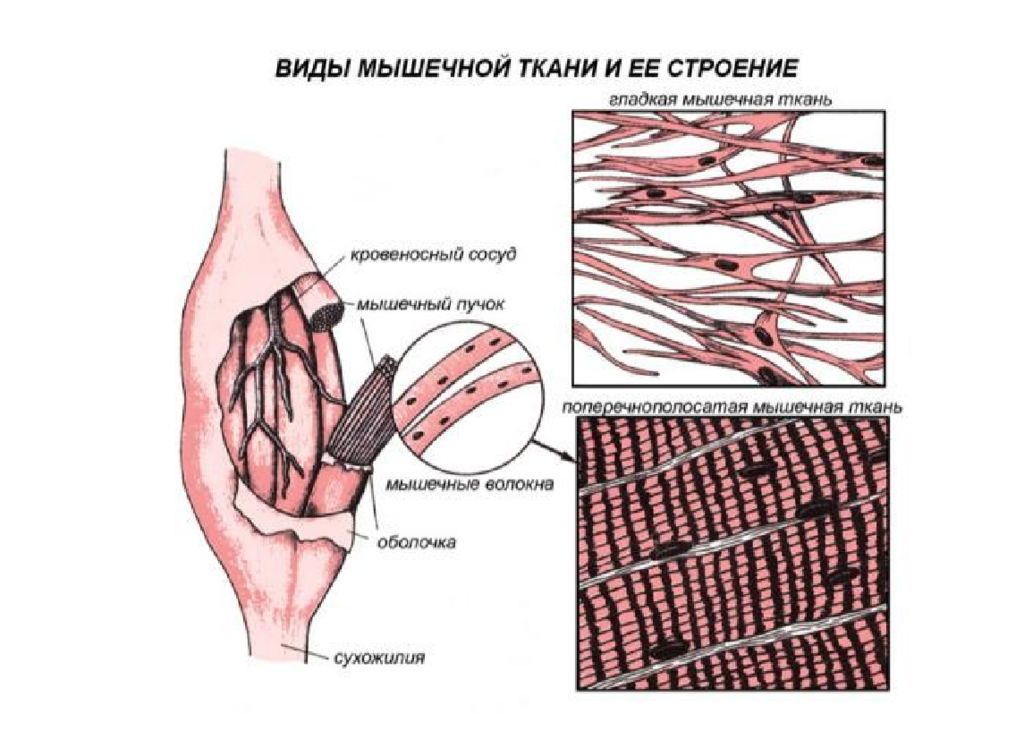 ВИДЫ МЫШЕЧНОЙ ТКАНИ И ЕЕ СТРОЕНИЕ
гладкая мышечная ткань
кровеносный сосуд
мышечный пучок
поперечнополосатая мышечная ткань
мышечные волокна
оболочка
сухожилия